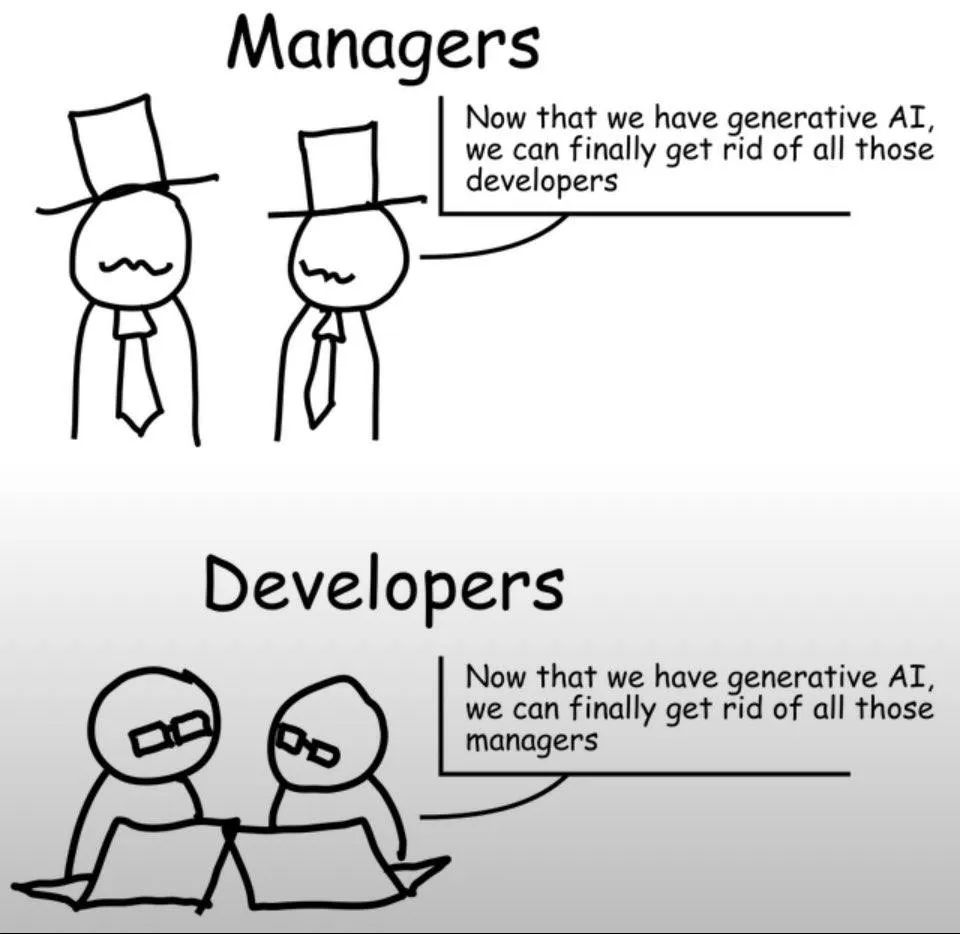 Managers
Now that we have generative AI,
we can finally get rid of all those
developers
Developers
Now that we have generative AI,
we can finally get rid of all those
managers